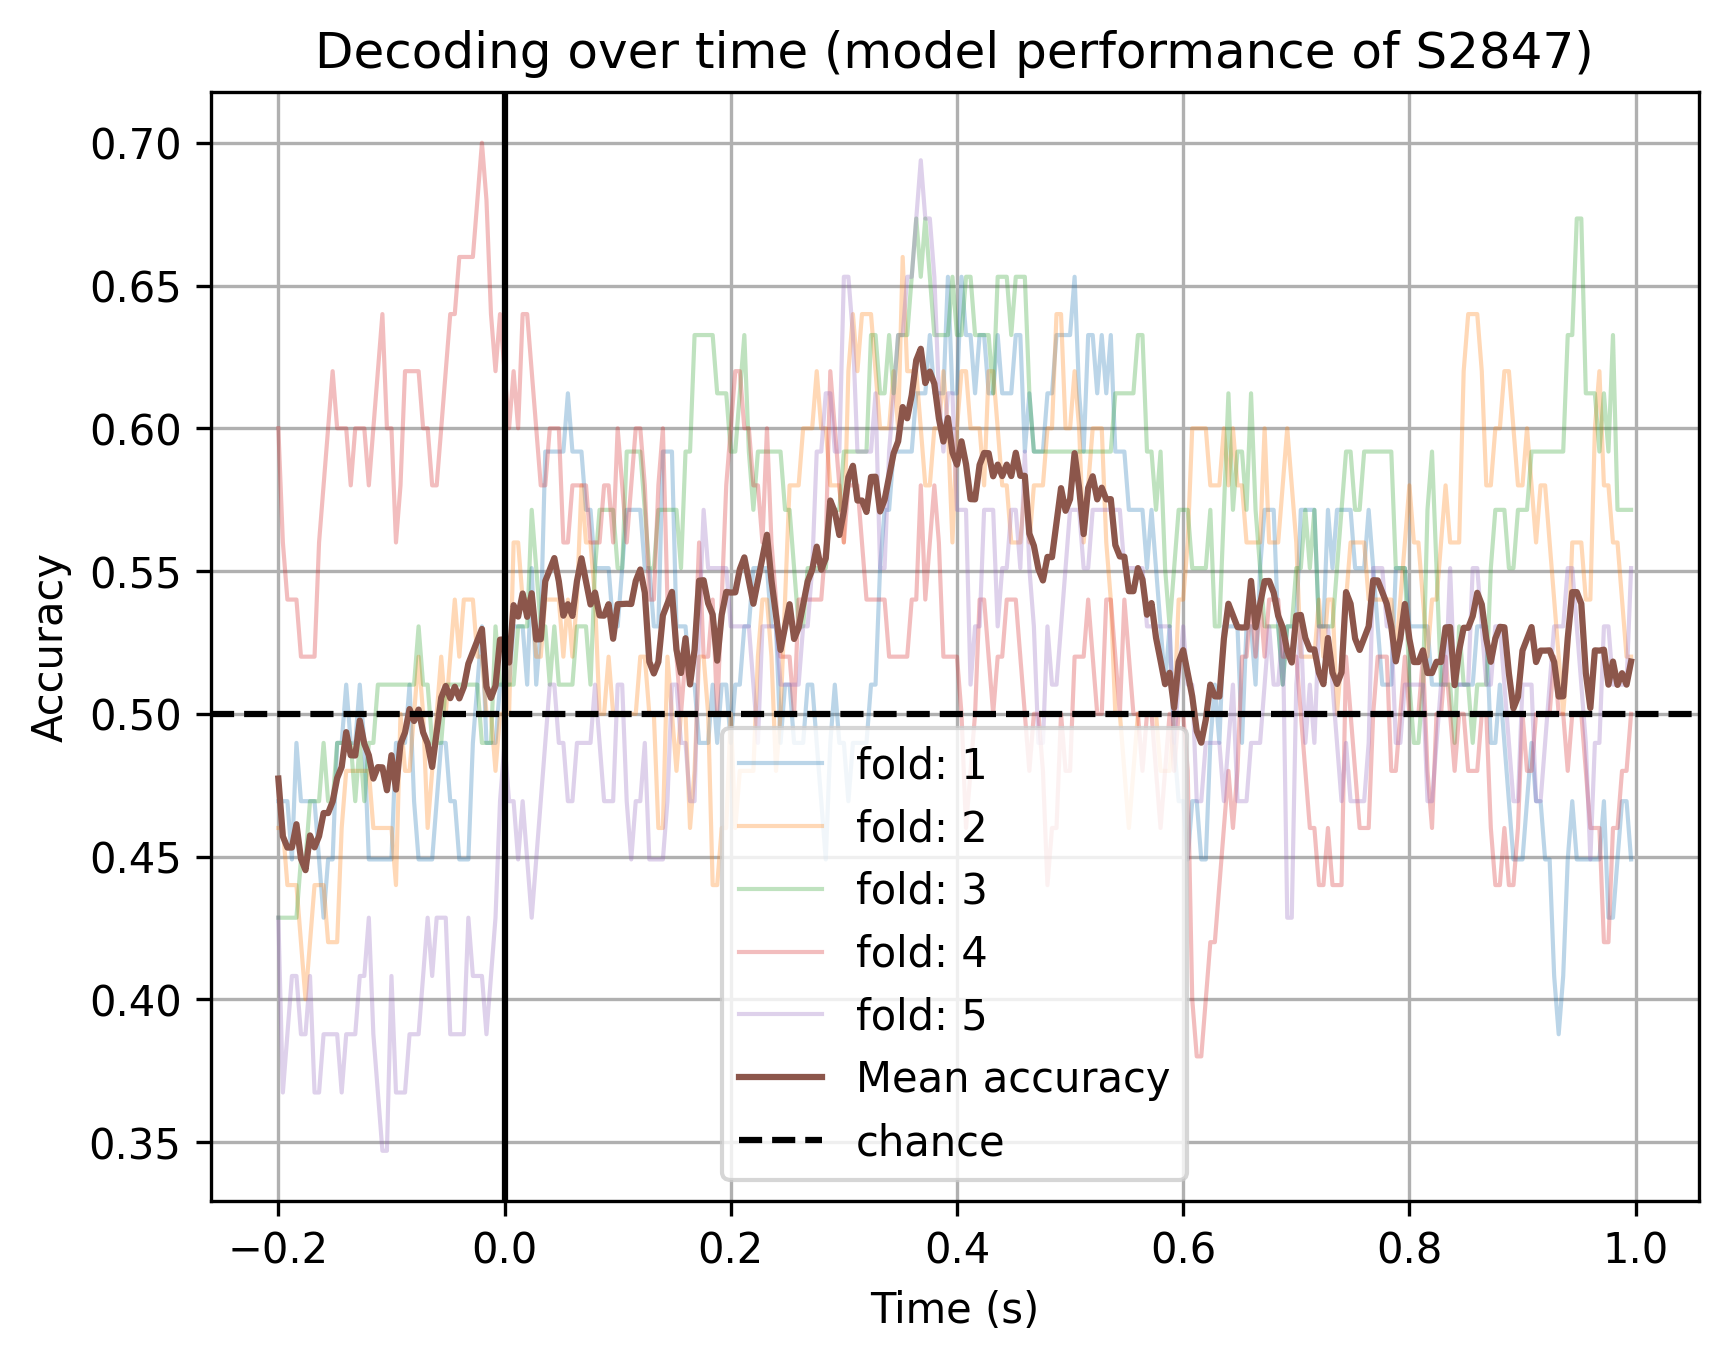 Decoding over time (model performance of S2847)
Accuracy
0.70
0.65
0.60
0.55
0.50
0.45
0.40
0.35
fold: 1
fold: 2
fold: 3
fold: 4
fold: 5
Mean accuracy
chance
−0.2 0.0 0.2 0.4 0.6 0.8 1.0
Time (s)